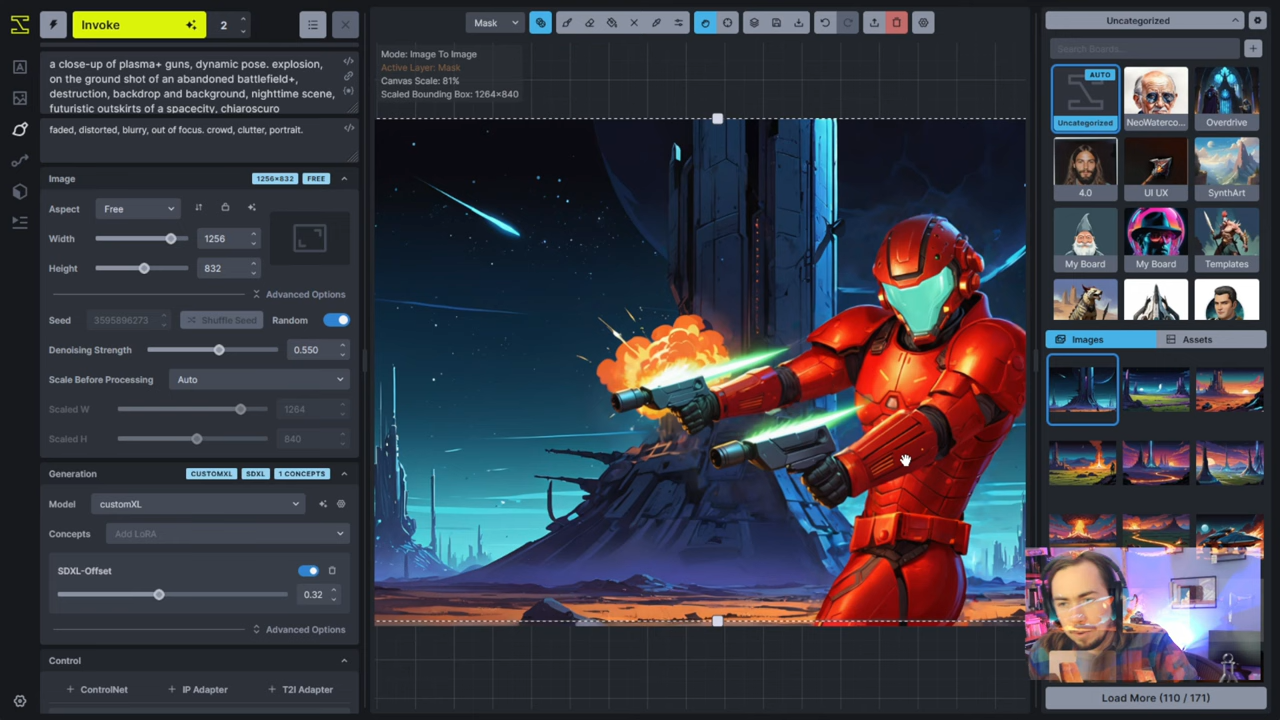 Invoke
2
a close-up of plasma+ guns, dynamic pose. explosion,
on the ground shot of an abandoned battlefield+,
destruction, backdrop and background, nighttime scene,
futuristic outskirts of a spacecity, chiaroscuro
faded, distorted, blurry, out of focus. crowd, clutter, portrait.
Image
1256×832
FREE
Aspect
Free
Width
1256
Height
832
Advanced Options
Seed
3595896273
Shuffle Seed
Random
Denoising Strength
0.550
Scale Before Processing
Auto
Scaled W
1264
Scaled H
840
Generation
CUSTOMXL
SDXL
1 CONCEPTS
Model
customXL
Concepts
Add LoRA
SDXL-Offset
0.32
Advanced Options
Control
+ ControlNet
+ IP Adapter
+ T2I Adapter
Mask
Mode: Image To Image
Active Layer: Mask
Canvas Scale: 81%
Scaled Bounding Box: 1264×840
Uncategorized
Search Boards...
AUTO
Uncategorized
NeoWaterco...
Overdrive
4.0
UI UX
SynthArt
My Board
My Board
Templates
Images
Assets
Load More (110 / 171)